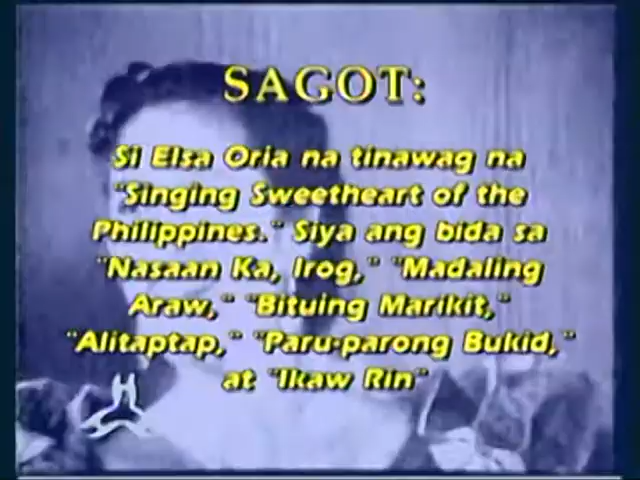 SAGOT:
Si Elsa Oria na tinawag na
"Singing Sweetheart of the
Philippines." Siya ang bida sa
"Nasaan Ka, Irog," "Madaling
Araw," "Bituing Marikit,"
"Alitaptap," "Paru-parong Bukid,"
at "Ikaw Rin"